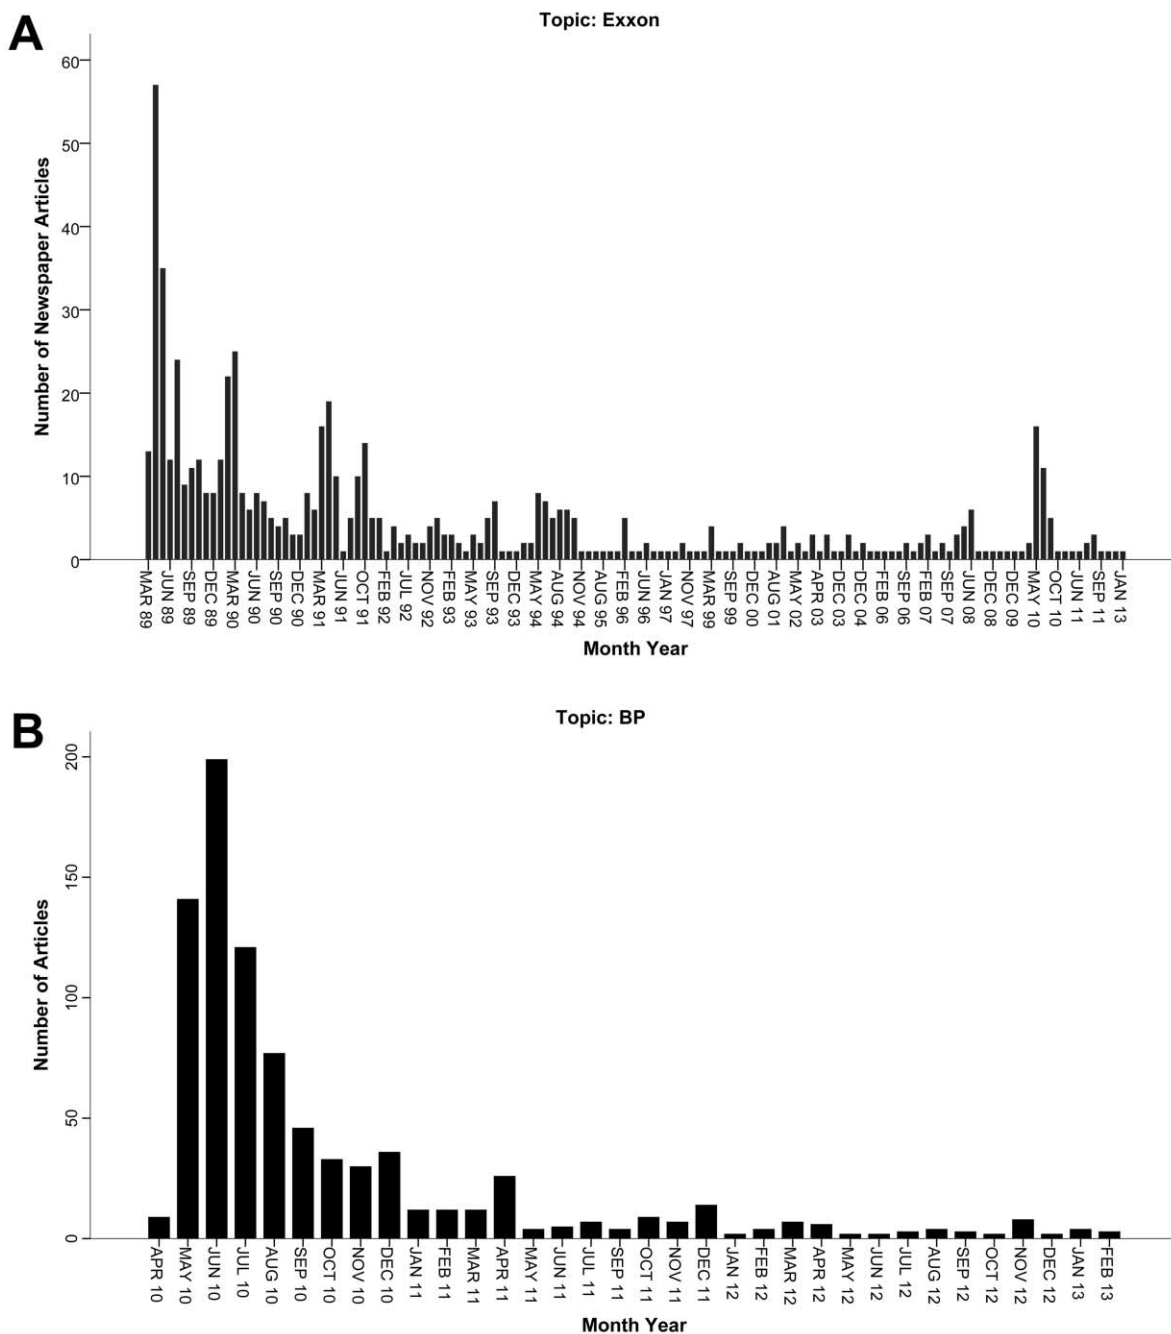 A
Topic: Exxon
Number of Newspaper Articles
60
50
40
30
20
10
0
MAR 89
JUN 89
SEP 89
DEC 89
MAR 90
JUN 90
SEP 90
DEC 90
MAR 91
JUN 91
OCT 91
FEB 92
JUL 92
NOV 92
FEB 93
MAY 93
SEP 93
DEC 93
MAY 94
AUG 94
NOV 94
AUG 95
FEB 96
JUN 96
JAN 97
NOV 97
MAR 99
SEP 99
DEC 00
AUG 01
MAY 02
APR 03
DEC 03
DEC 04
FEB 06
SEP 06
FEB 07
SEP 07
JUN 08
DEC 08
DEC 09
MAY 10
OCT 10
JUN 11
SEP 11
JAN 13
Month Year
B
Topic: BP
Number of Articles
200
150
100
50
0
APR 10
MAY 10
JUN 10
JUL 10
AUG 10
SEP 10
OCT 10
NOV 10
DEC 10
JAN 11
FEB 11
MAR 11
APR 11
MAY 11
JUN 11
JUL 11
SEP 11
OCT 11
NOV 11
DEC 11
JAN 12
FEB 12
MAR 12
APR 12
MAY 12
JUN 12
JUL 12
AUG 12
SEP 12
OCT 12
NOV 12
DEC 12
JAN 13
FEB 13
Month Year